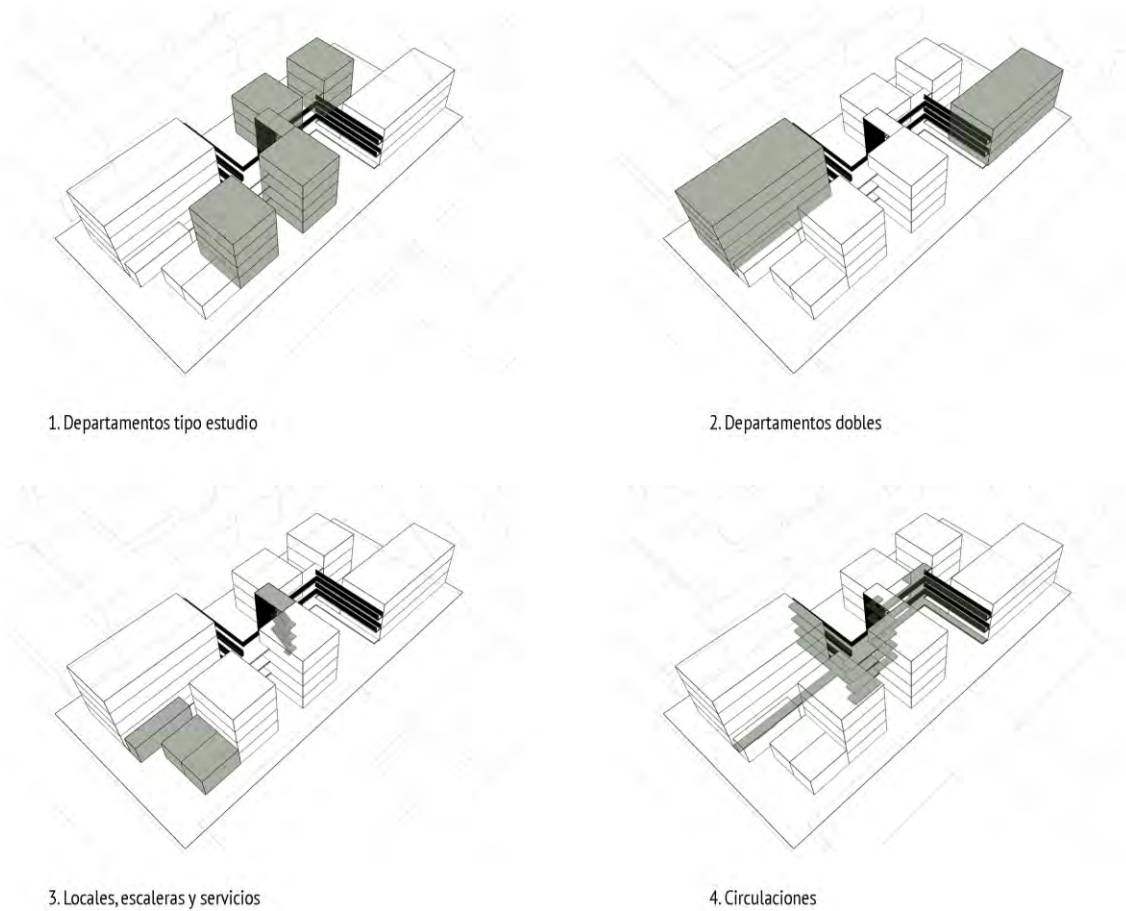 1. Departamentos tipo estudio
2. Departamentos dobles
3. Locales, escaleras y servicios
4. Circulaciones